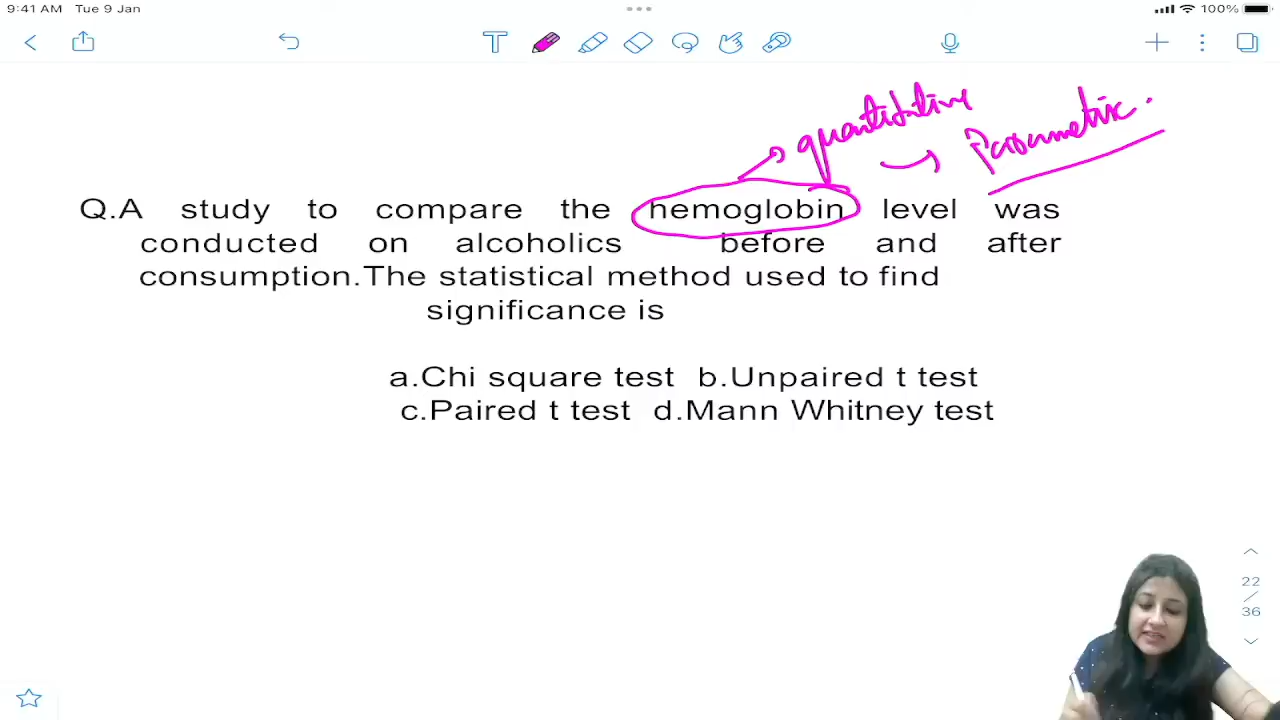 9:41 AM Tue 9 Jan
100%
T
quantitative
Parametric.
Q.A study to compare the hemoglobin level was
conducted on alcoholics before and after
consumption.The statistical method used to find
significance is
a.Chi square test b.Unpaired t test
c.Paired t test d.Mann Whitney test
22
/
36